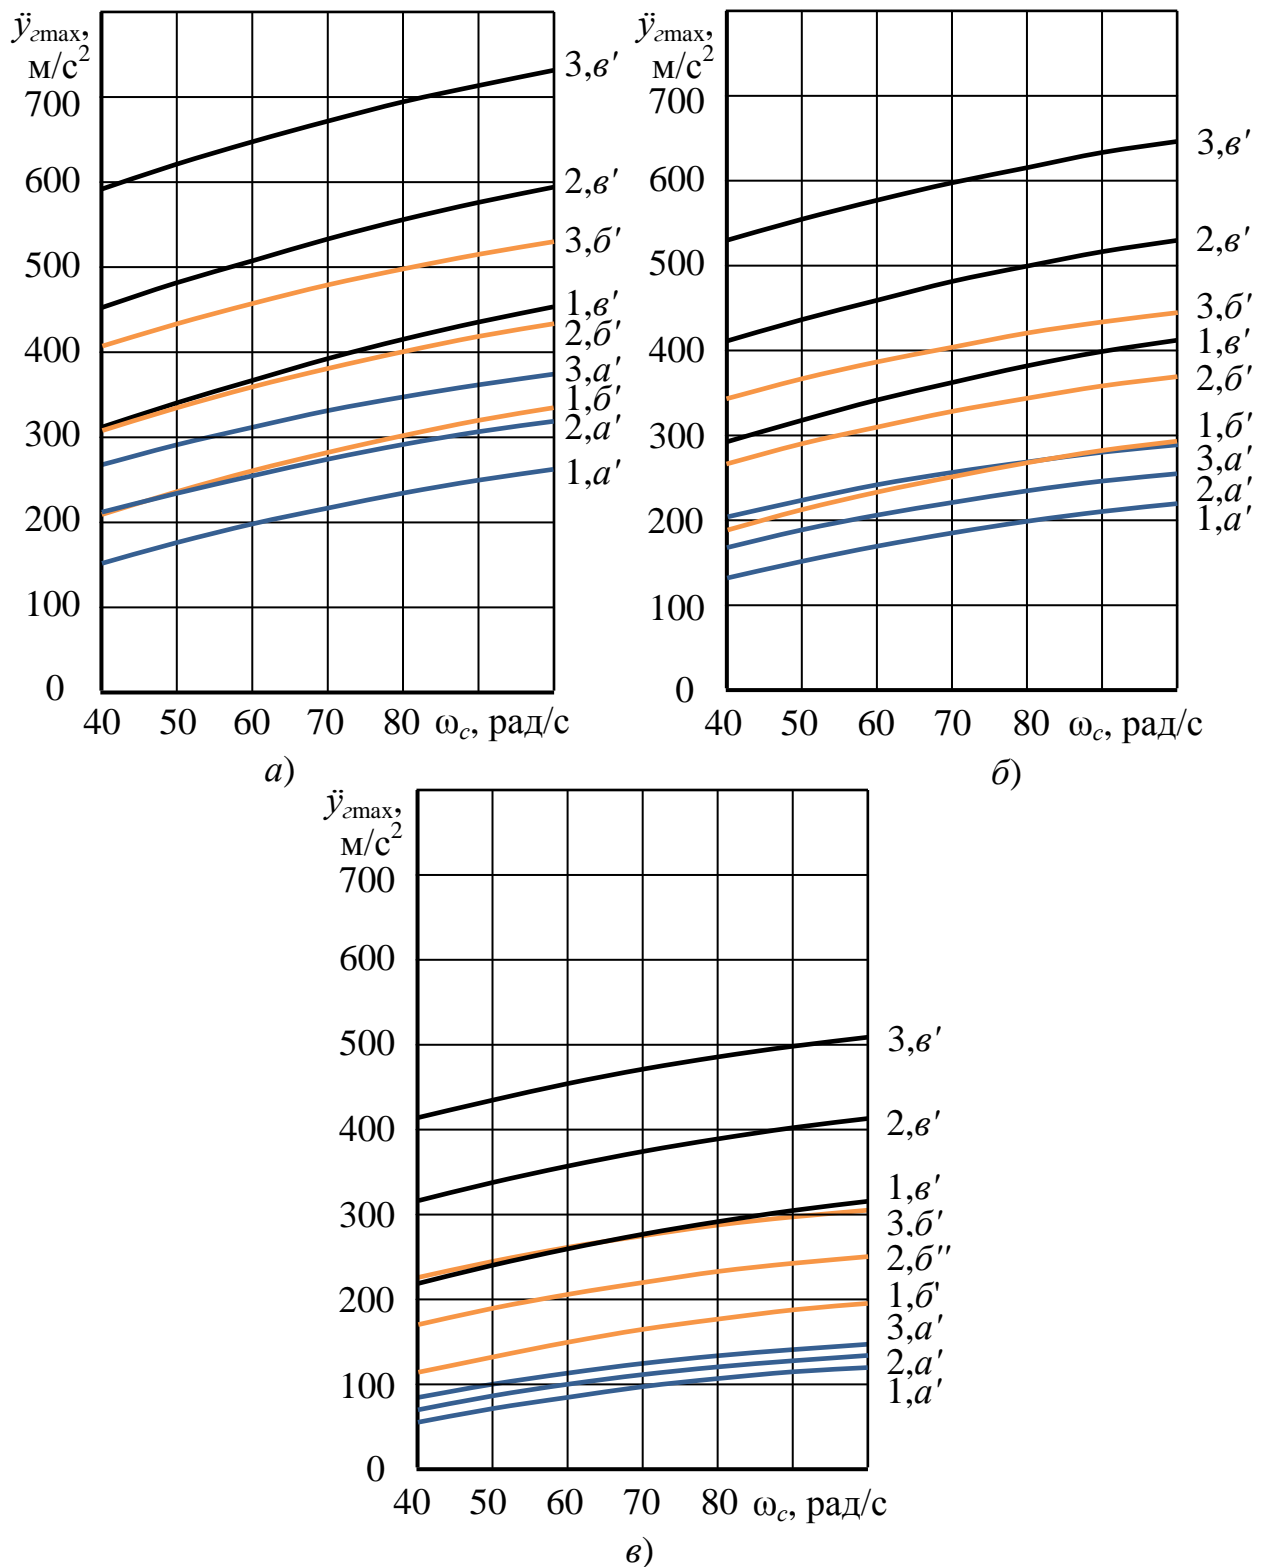 ÿгmax,
м/с²
700
600
500
400
300
200
100
0
40 50 60 70 80 ωc, рад/с
3,в′
2,в′
3,б′
1,в′
2,б′
3,а′
1,б′
2,а′
1,а′
а)
ÿгmax,
м/с²
700
600
500
400
300
200
100
0
40 50 60 70 80 ωc, рад/с
3,в′
2,в′
3,б′
1,в′
2,б′
1,б′
3,а′
2,а′
1,а′
б)
ÿгmax,
м/с²
700
600
500
400
300
200
100
0
40 50 60 70 80 ωc, рад/с
3,в′
2,в′
1,в′
3,б′
2,б′′
1,б'
3,а′
2,а′
1,а′
в)